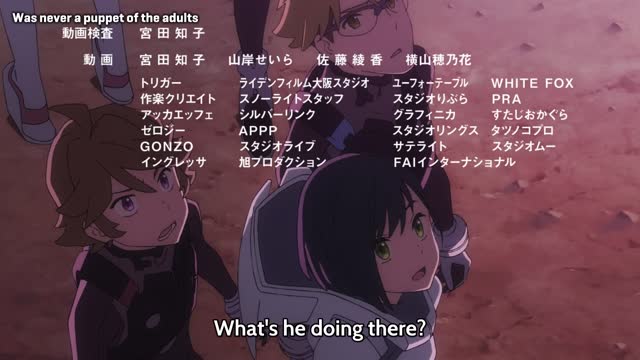 Was never a puppet of the adults
動画検査 宮田知子
動画 宮田知子 山岸せいら 佐藤綾香 横山穂乃花
トリガー ライデンフィルム大阪スタジオ ユーフォーテーブル WHITE FOX
作楽クリエイト スノーライトスタッフ スタジオりぷら PRA
アッカエッフェ シルバーリンク グラフィニカ すたじおかぐら
ゼロジー APPP スタジオリングス タツノコプロ
GONZO スタジオライブ サテライト スタジオムー
イングレッサ 旭プロダクション FAIインターナショナル
What's he doing there?